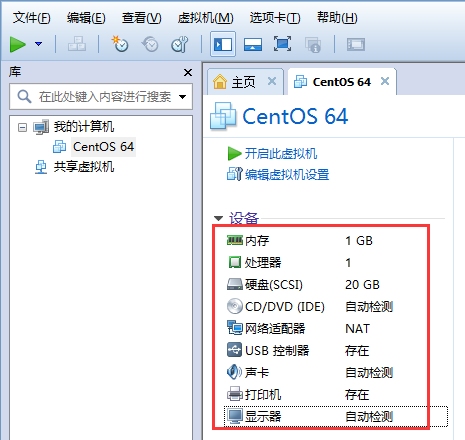 文件(F) 编辑(E) 查看(V) 虚拟机(M) 选项卡(T) 帮助(H)
库
在此处键入内容进行搜索
我的计算机
CentOS 64
共享虚拟机
主页 CentOS 64
CentOS 64
开启此虚拟机
编辑虚拟机设置
设备
内存 1 GB
处理器 1
硬盘(SCSI) 20 GB
CD/DVD (IDE) 自动检测
网络适配器 NAT
USB 控制器 存在
声卡 自动检测
打印机 存在
显示器 自动检测